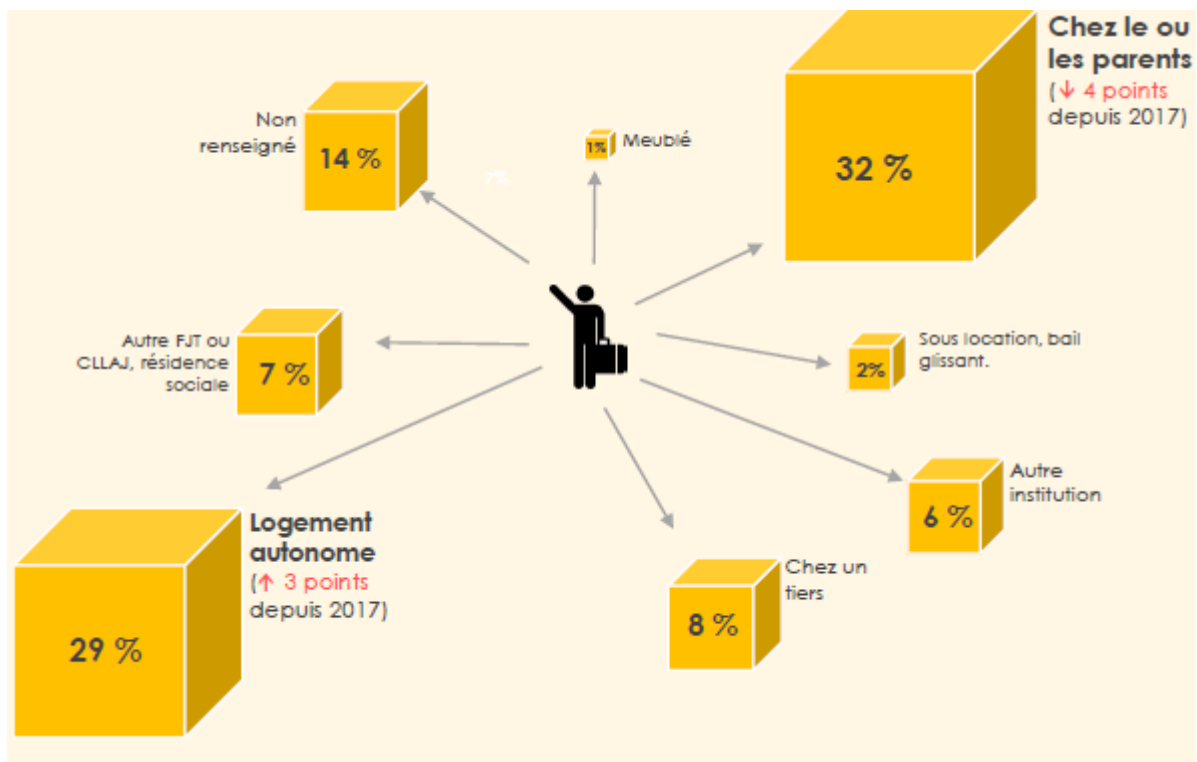 Chez le ou
les parents
(↓ 4 points
depuis 2017)
32 %
Non
renseigné
14 %
1%
Meublé
7%
Autre FJT ou
CLLAJ, résidence
sociale
7 %
Sous location, bail
glissant.
2%
Autre
institution
6 %
Logement
autonome
(↑ 3 points
depuis 2017)
29 %
Chez un
tiers
8 %